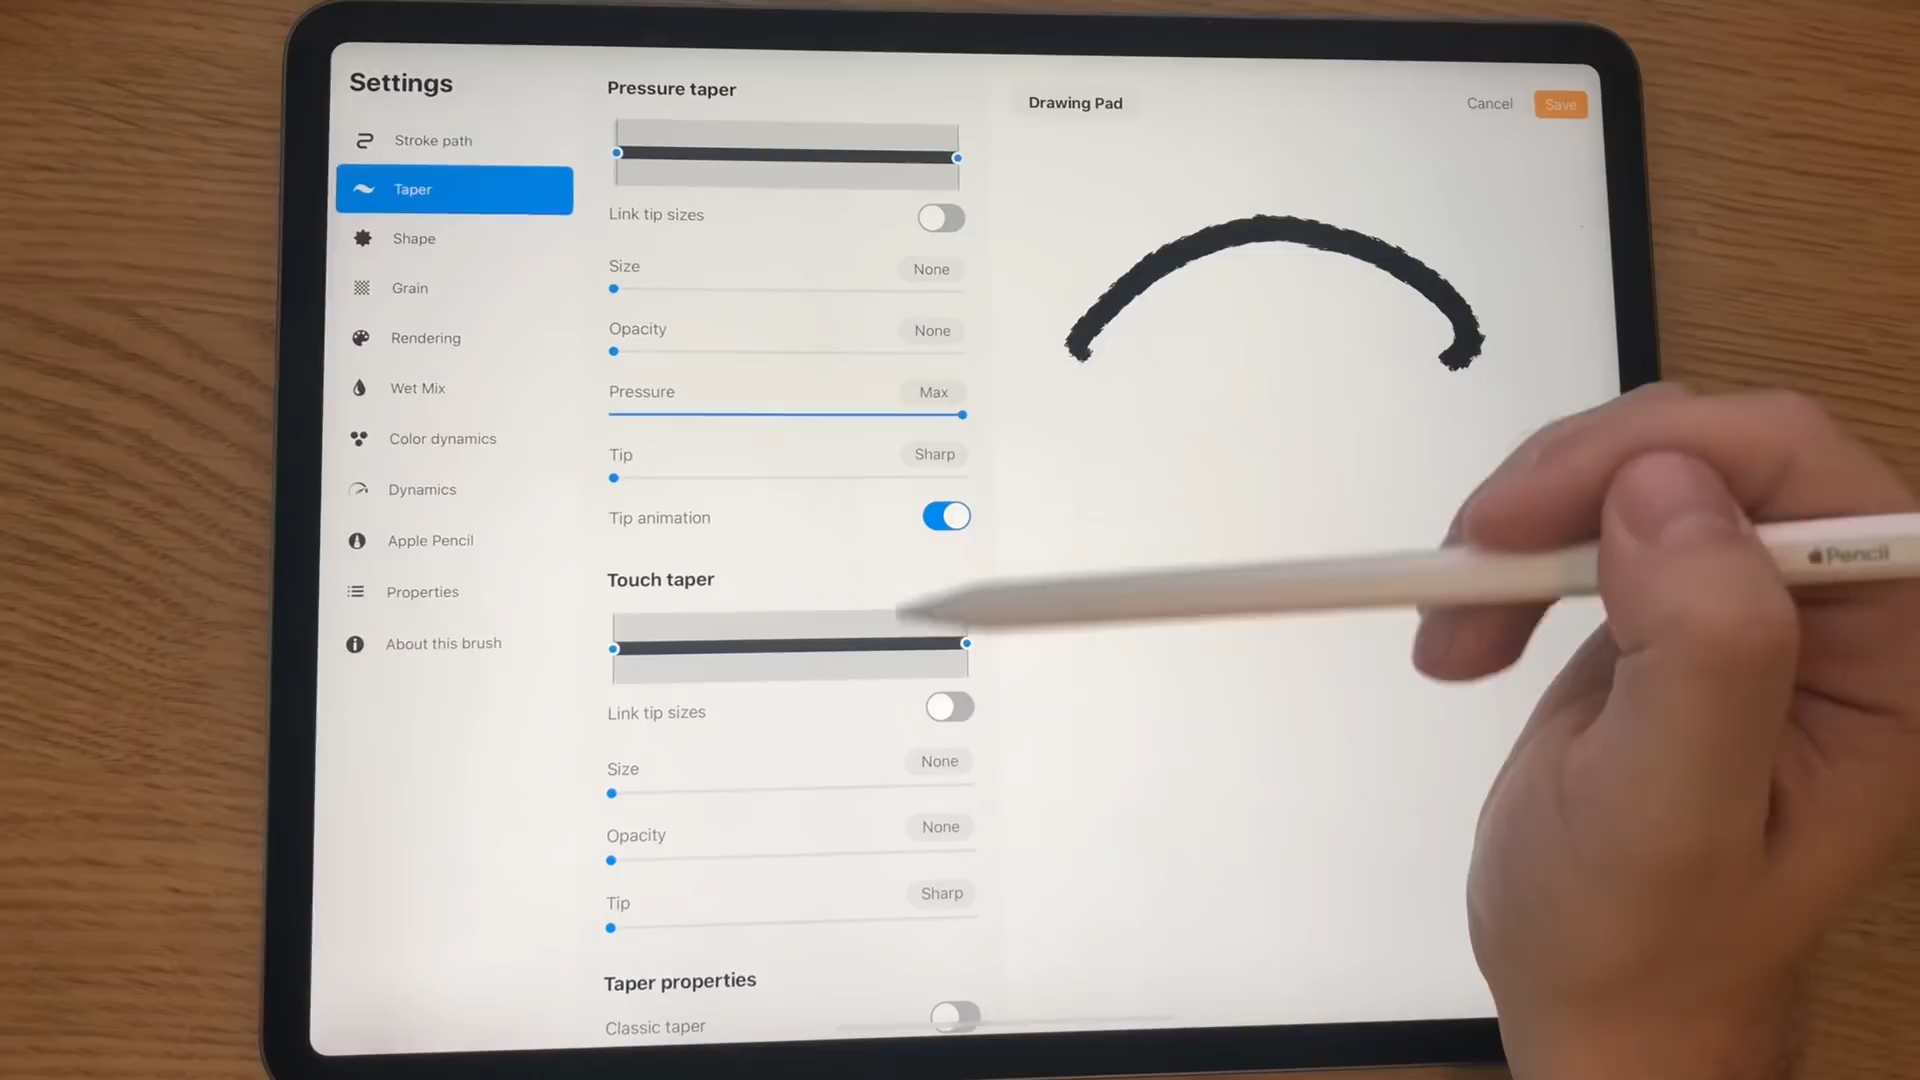 Settings
Stroke path
Taper
Shape
Grain
Rendering
Wet Mix
Color dynamics
Dynamics
Apple Pencil
Properties
About this brush
Pressure taper
Link tip sizes
Size None
Opacity None
Pressure Max
Tip Sharp
Tip animation
Touch taper
Link tip sizes
Size None
Opacity None
Tip Sharp
Taper properties
Classic taper
Drawing Pad
Cancel Save
Pencil